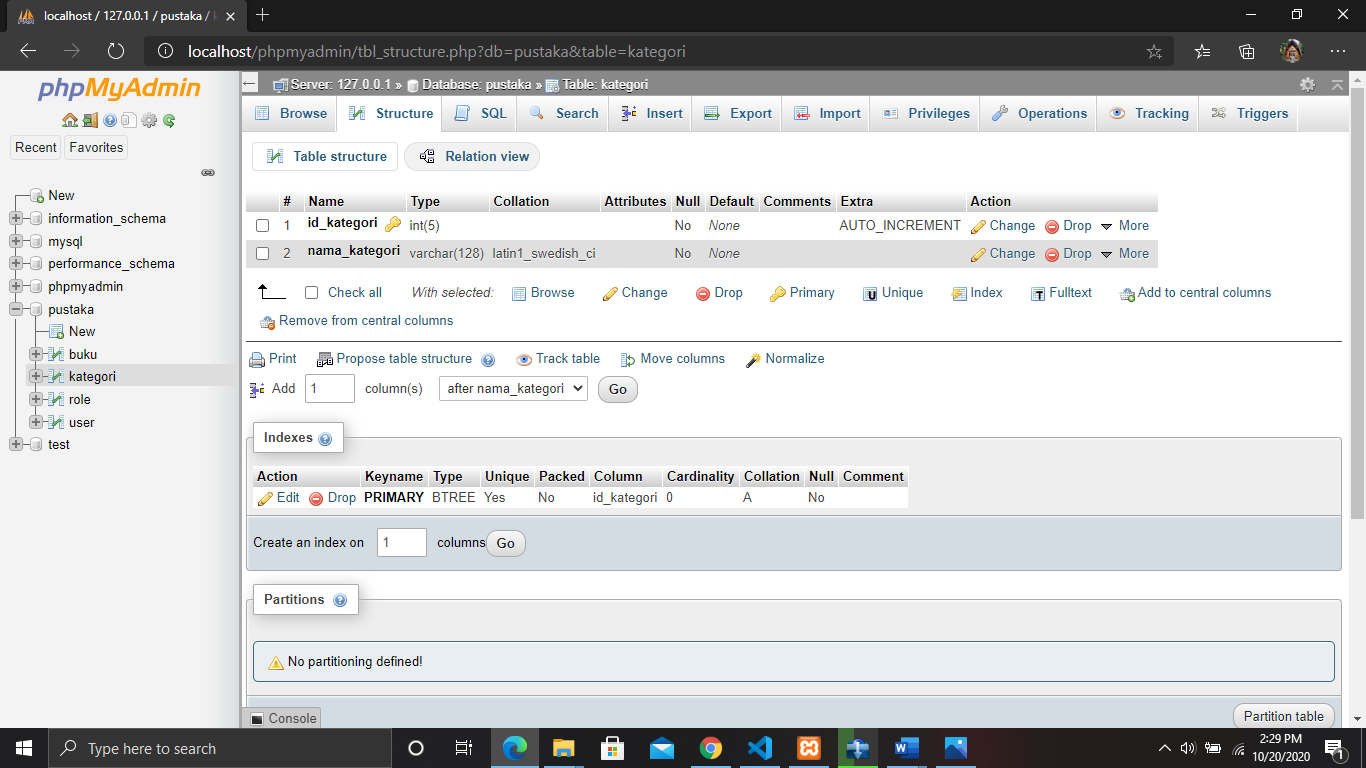 localhost / 127.0.0.1 / pustaka /
localhost/phpmyadmin/tbl_structure.php?db=pustaka&table=kategori
phpMyAdmin
Recent Favorites
New
information_schema
mysql
performance_schema
phpmyadmin
pustaka
New
buku
kategori
role
user
test
Server: 127.0.0.1 » Database: pustaka » Table: kategori
Browse Structure SQL Search Insert Export Import Privileges Operations Tracking Triggers
Table structure Relation view
# Name Type Collation Attributes Null Default Comments Extra Action
1 id_kategori int(5) No None AUTO_INCREMENT Change Drop More
2 nama_kategori varchar(128) latin1_swedish_ci No None Change Drop More
Check all With selected: Browse Change Drop Primary Unique Index Fulltext Add to central columns
Remove from central columns
Print Propose table structure Track table Move columns Normalize
Add 1 column(s) after nama_kategori Go
Indexes
Action Keyname Type Unique Packed Column Cardinality Collation Null Comment
Edit Drop PRIMARY BTREE Yes No id_kategori 0 A No
Create an index on 1 columns Go
Partitions
No partitioning defined!
Partition table
Console
Type here to search
2:29 PM
10/20/2020
1